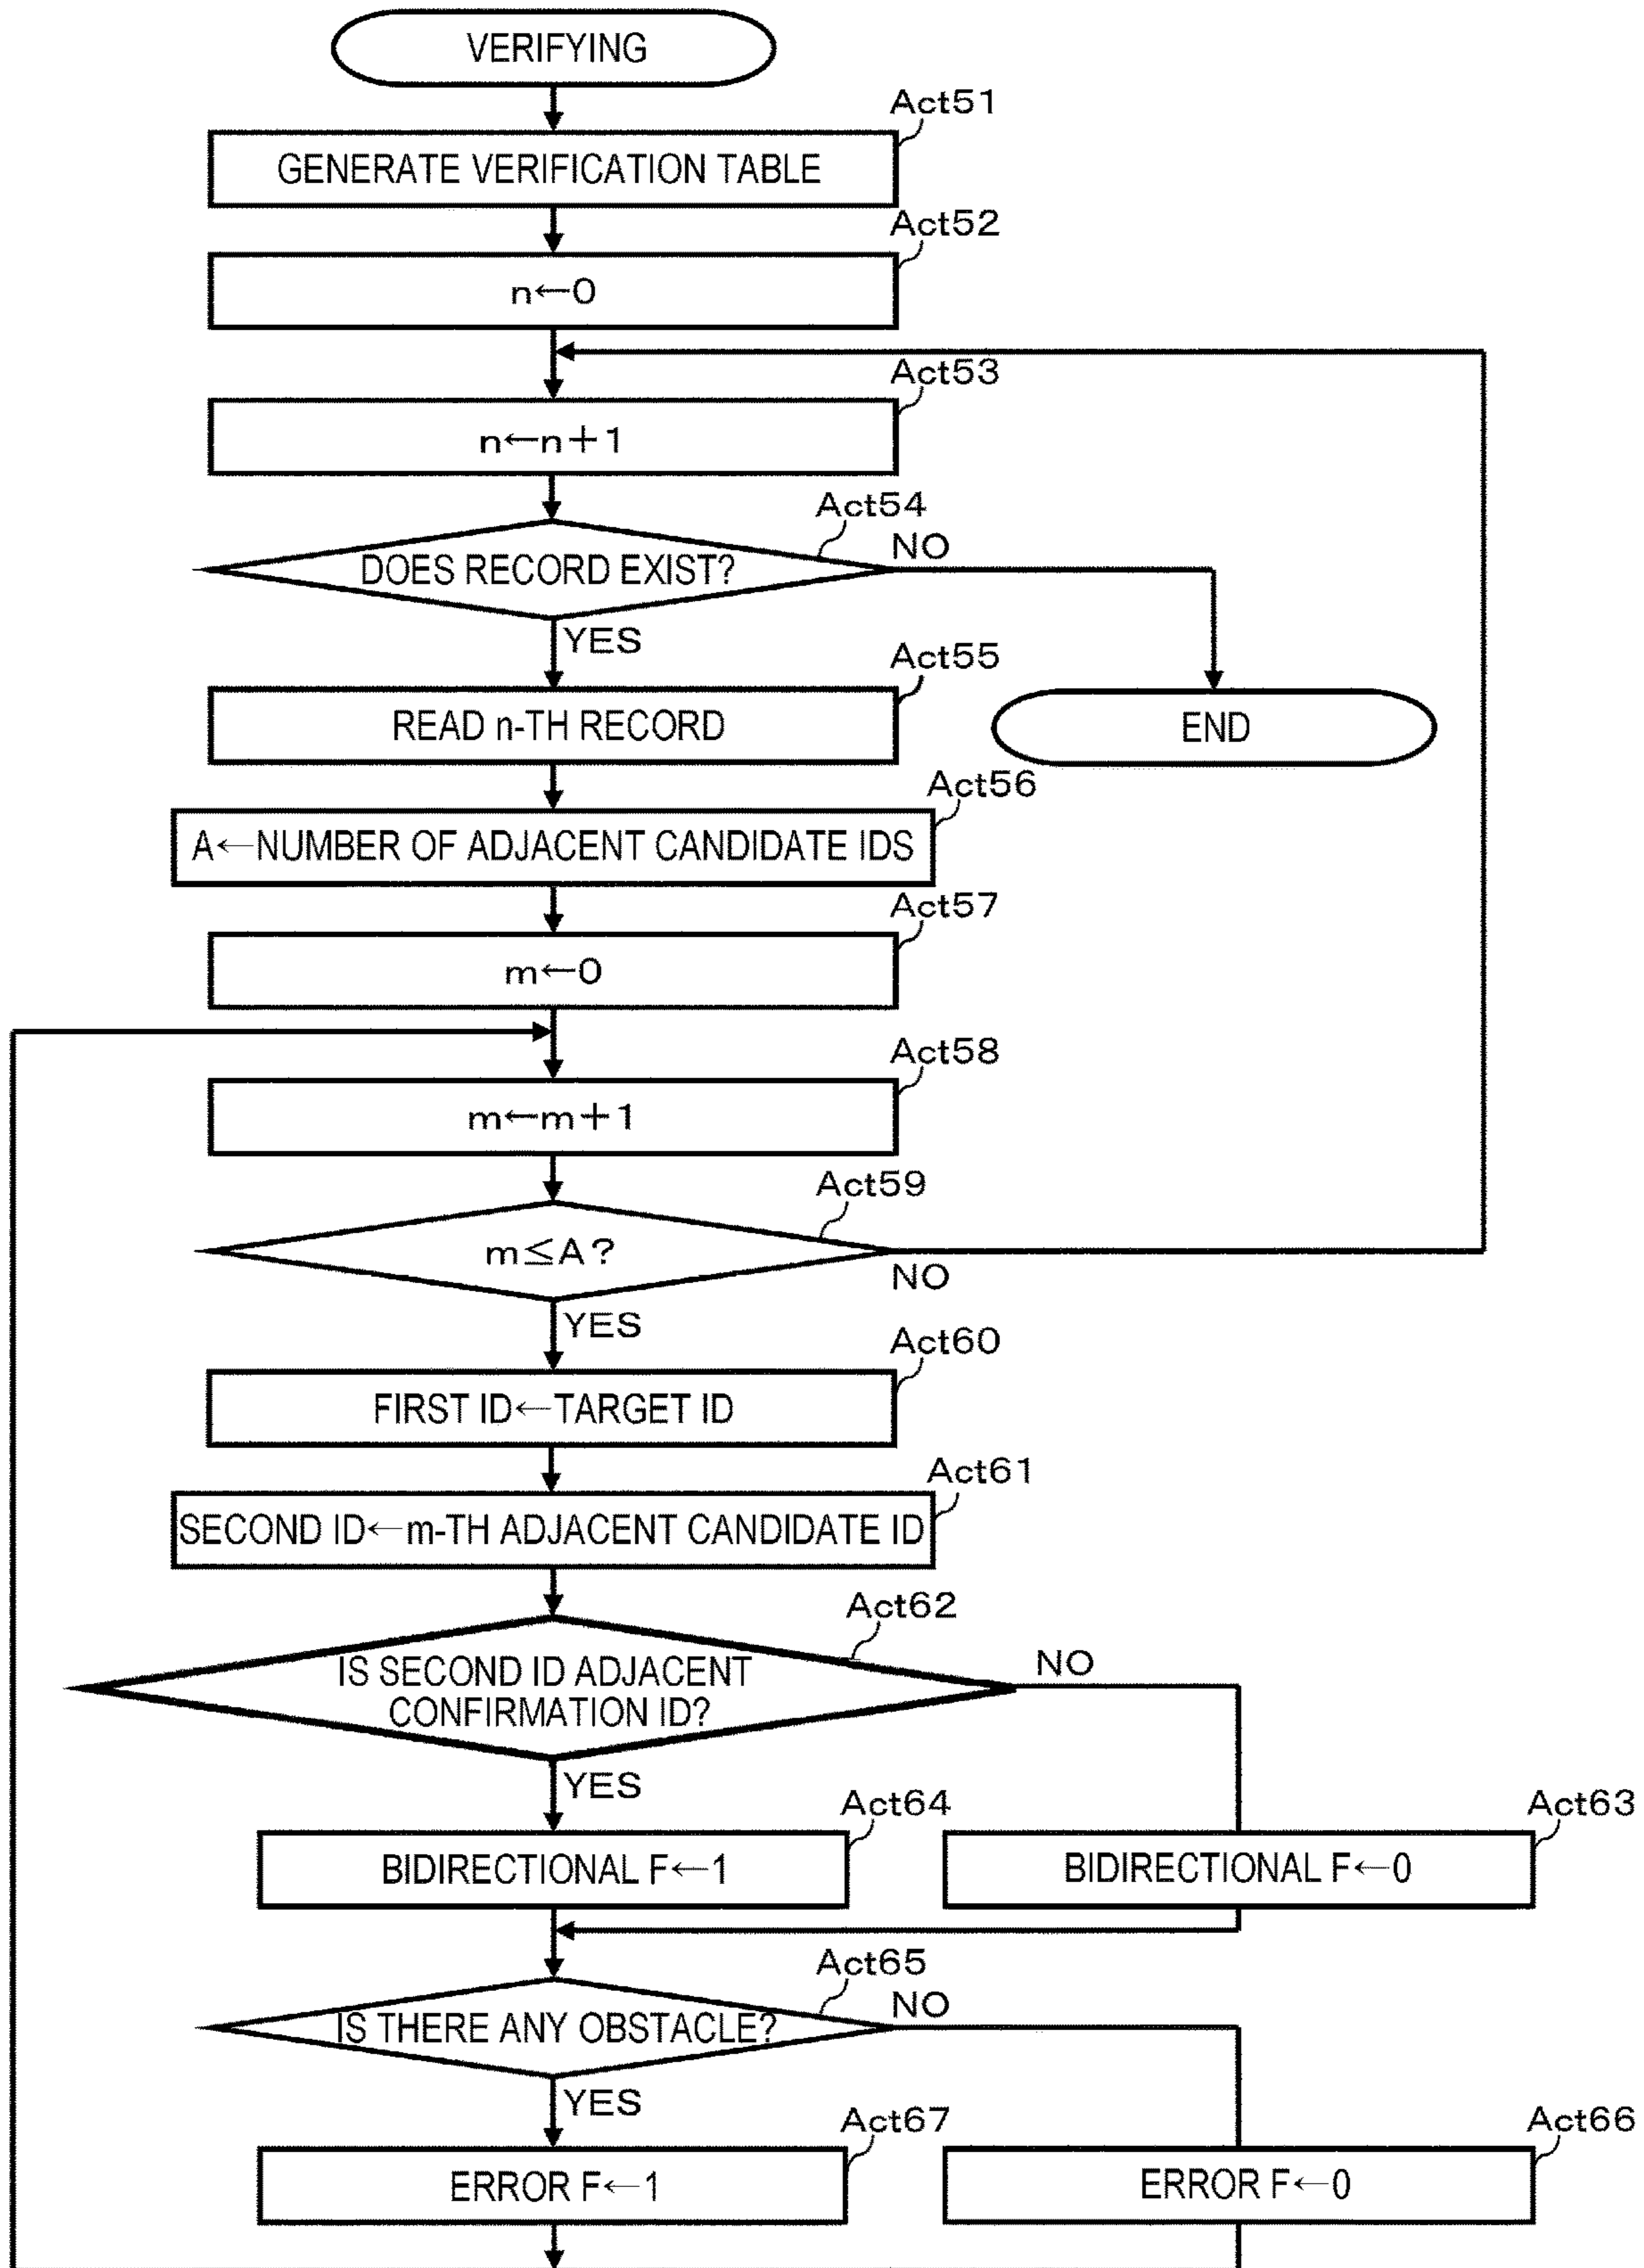 VERIFYING
Act51
GENERATE VERIFICATION TABLE
Act52
n←0
Act53
n←n+1
Act54
DOES RECORD EXIST?
NO
YES
Act55
READ n-TH RECORD
END
Act56
A←NUMBER OF ADJACENT CANDIDATE IDS
Act57
m←0
Act58
m←m+1
Act59
m≤A?
NO
YES
Act60
FIRST ID←TARGET ID
Act61
SECOND ID←m-TH ADJACENT CANDIDATE ID
Act62
IS SECOND ID ADJACENT
CONFIRMATION ID?
NO
YES
Act64
Act63
BIDIRECTIONAL F←1
BIDIRECTIONAL F←0
Act65
IS THERE ANY OBSTACLE?
NO
YES
Act67
Act66
ERROR F←1
ERROR F←0